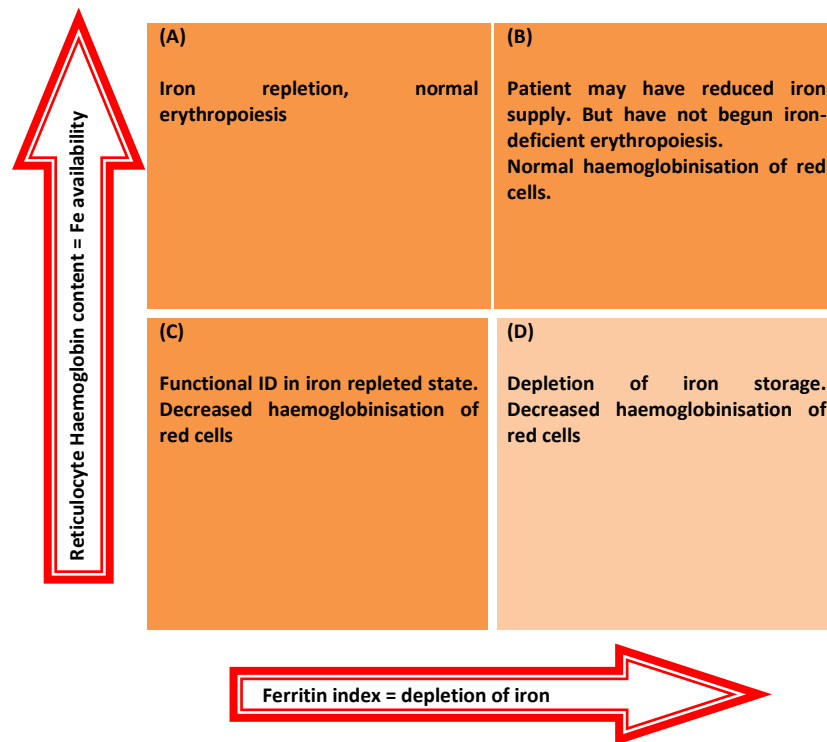 Reticulocyte Haemoglobin content = Fe availability
(A)
Iron repletion, normal
erythropoiesis
(B)
Patient may have reduced iron
supply. But have not begun iron-
deficient erythropoiesis.
Normal haemoglobinisation of red
cells.
(C)
Functional ID in iron repleted state.
Decreased haemoglobinisation of
red cells
(D)
Depletion of iron storage.
Decreased haemoglobinisation of
red cells
Ferritin index = depletion of iron